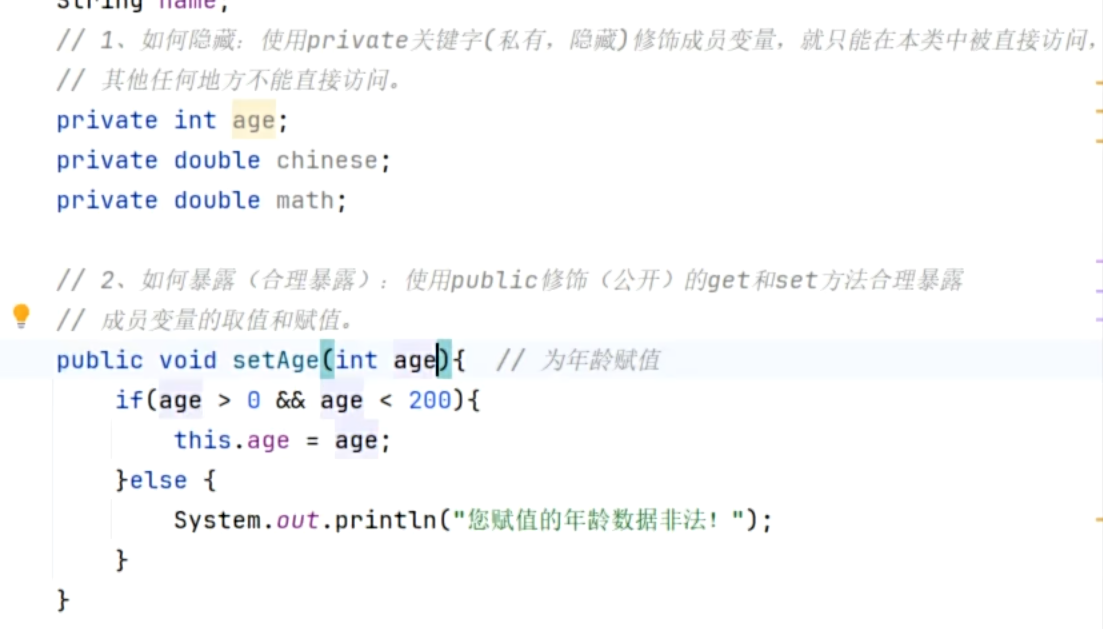 String name;
// 1、如何隐藏：使用private关键字(私有，隐藏)修饰成员变量，就只能在本类中被直接访问，
// 其他任何地方不能直接访问。
private int age;
private double chinese;
private double math;
// 2、如何暴露（合理暴露）：使用public修饰（公开）的get和set方法合理暴露
// 成员变量的取值和赋值。
public void setAge(int age){  // 为年龄赋值
if(age > 0 && age < 200){
this.age = age;
}else {
System.out.println("您赋值的年龄数据非法！");
}
}